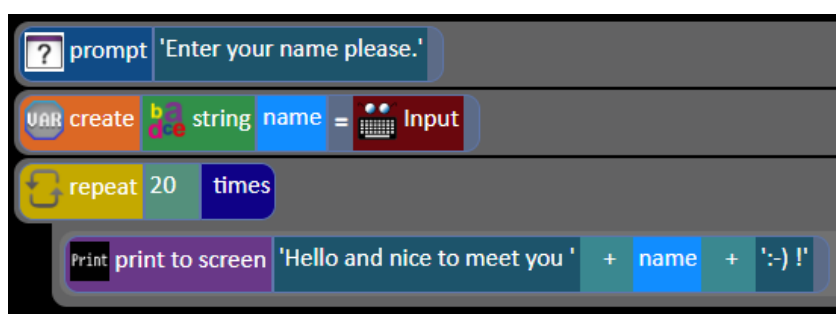 ? prompt 'Enter your name please.'
VAR create badce string name = Input
repeat 20 times
Print print to screen 'Hello and nice to meet you ' + name + ':-) !'